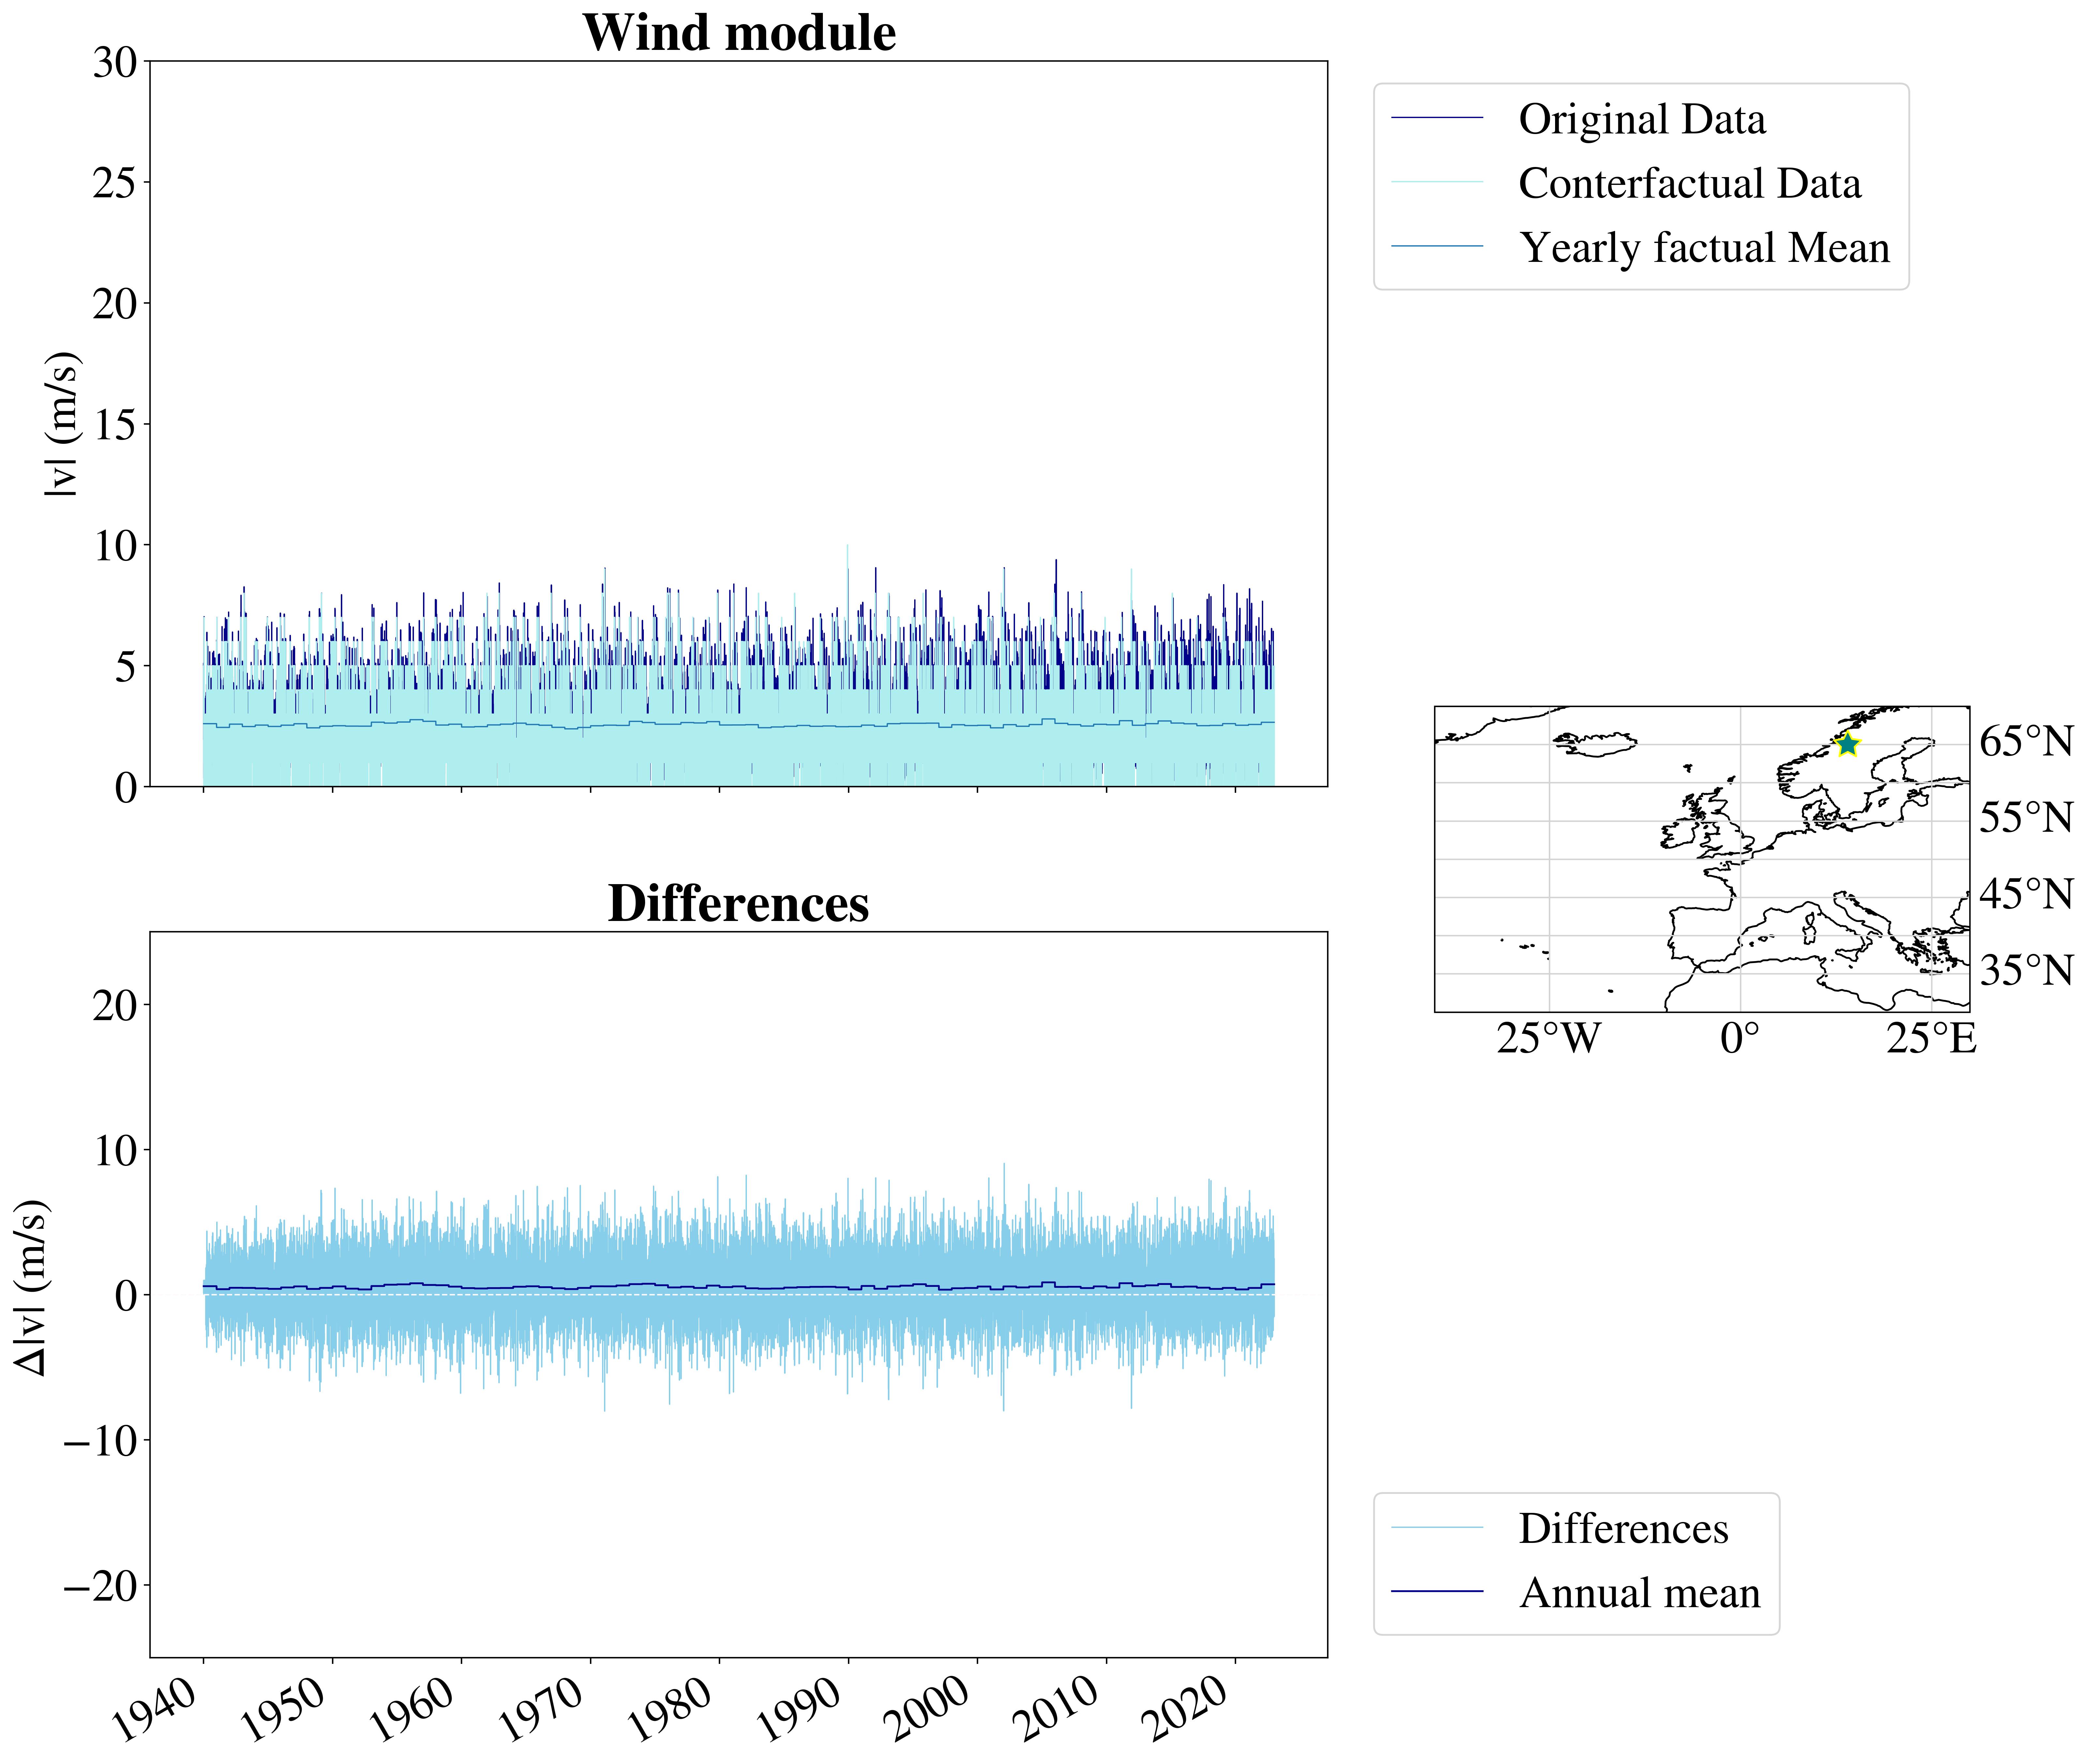 Wind module
30
25
20
15
10
5
0
|v| (m/s)
Original Data
Conterfactual Data
Yearly factual Mean
65°N
55°N
45°N
35°N
25°W 0° 25°E
Differences
20
10
0
−10
−20
Δ|v| (m/s)
1940 1950 1960 1970 1980 1990 2000 2010 2020
Differences
Annual mean